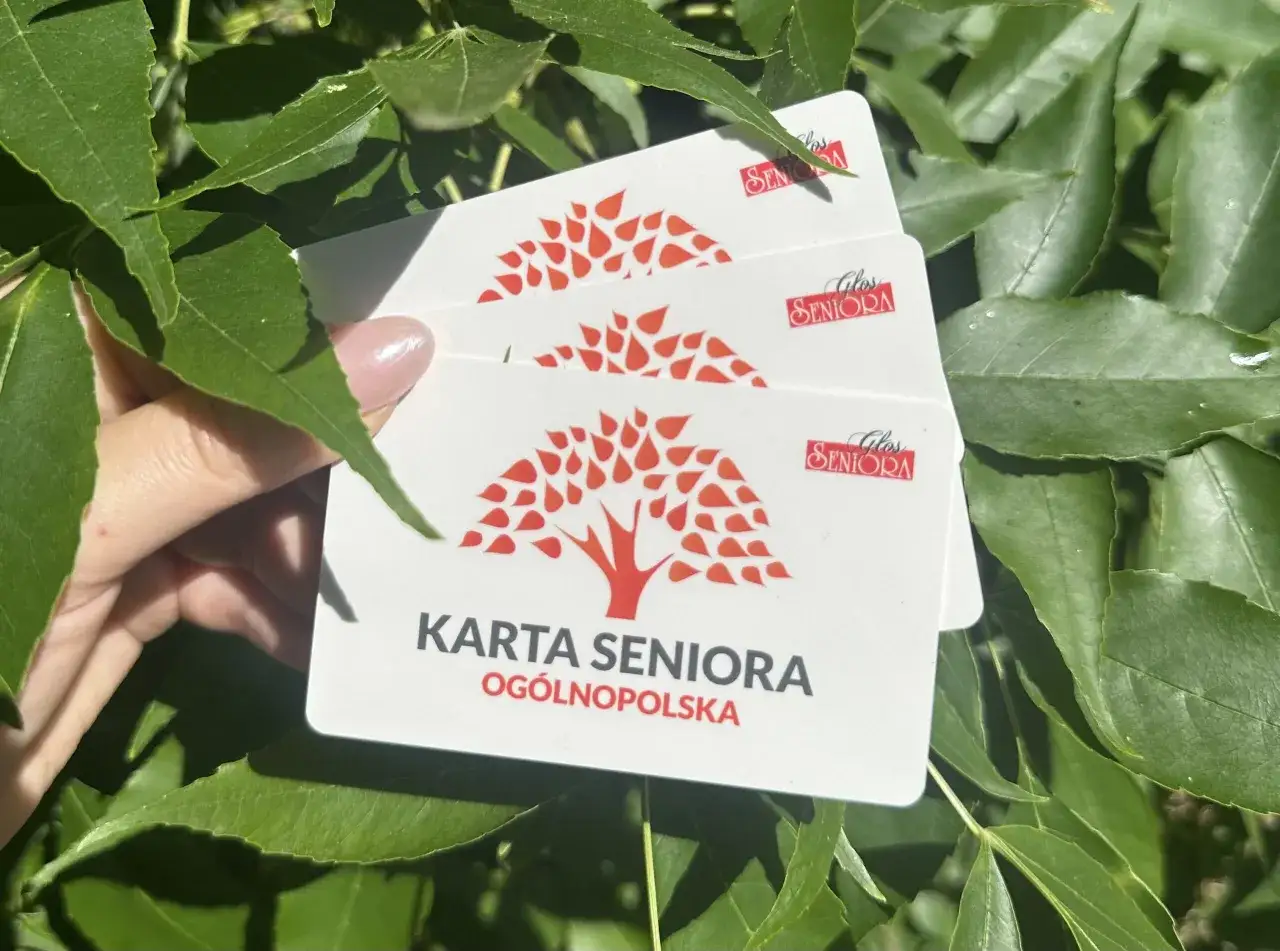 Głos
SENIORA
Głos
SENIORA
Głos
SENIORA
KARTA SENIORA
OGÓLNOPOLSKA